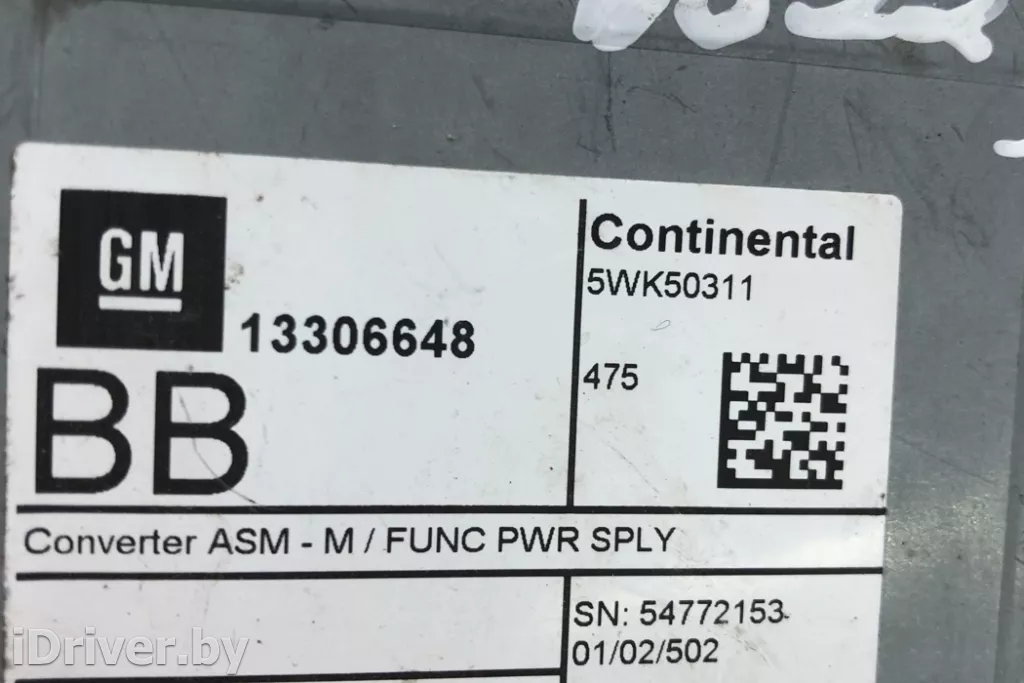 GM
13306648
BB
Continental
5WK50311
475
Converter ASM - M / FUNC PWR SPLY
SN: 54772153
01/02/502
iDriver.by